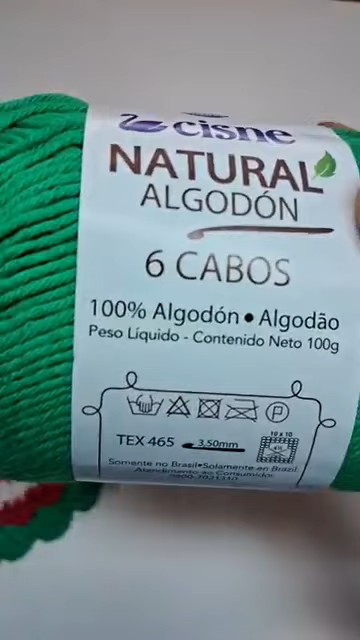 cisne
NATURAL
ALGODÓN
6 CABOS
100% Algodón • Algodão
Peso Líquido - Contenido Neto 100g
P
10 x 10
TEX 465 3,50mm
Somente no Brasil•Solamente en Brazil
Atendimento ao Consumidor